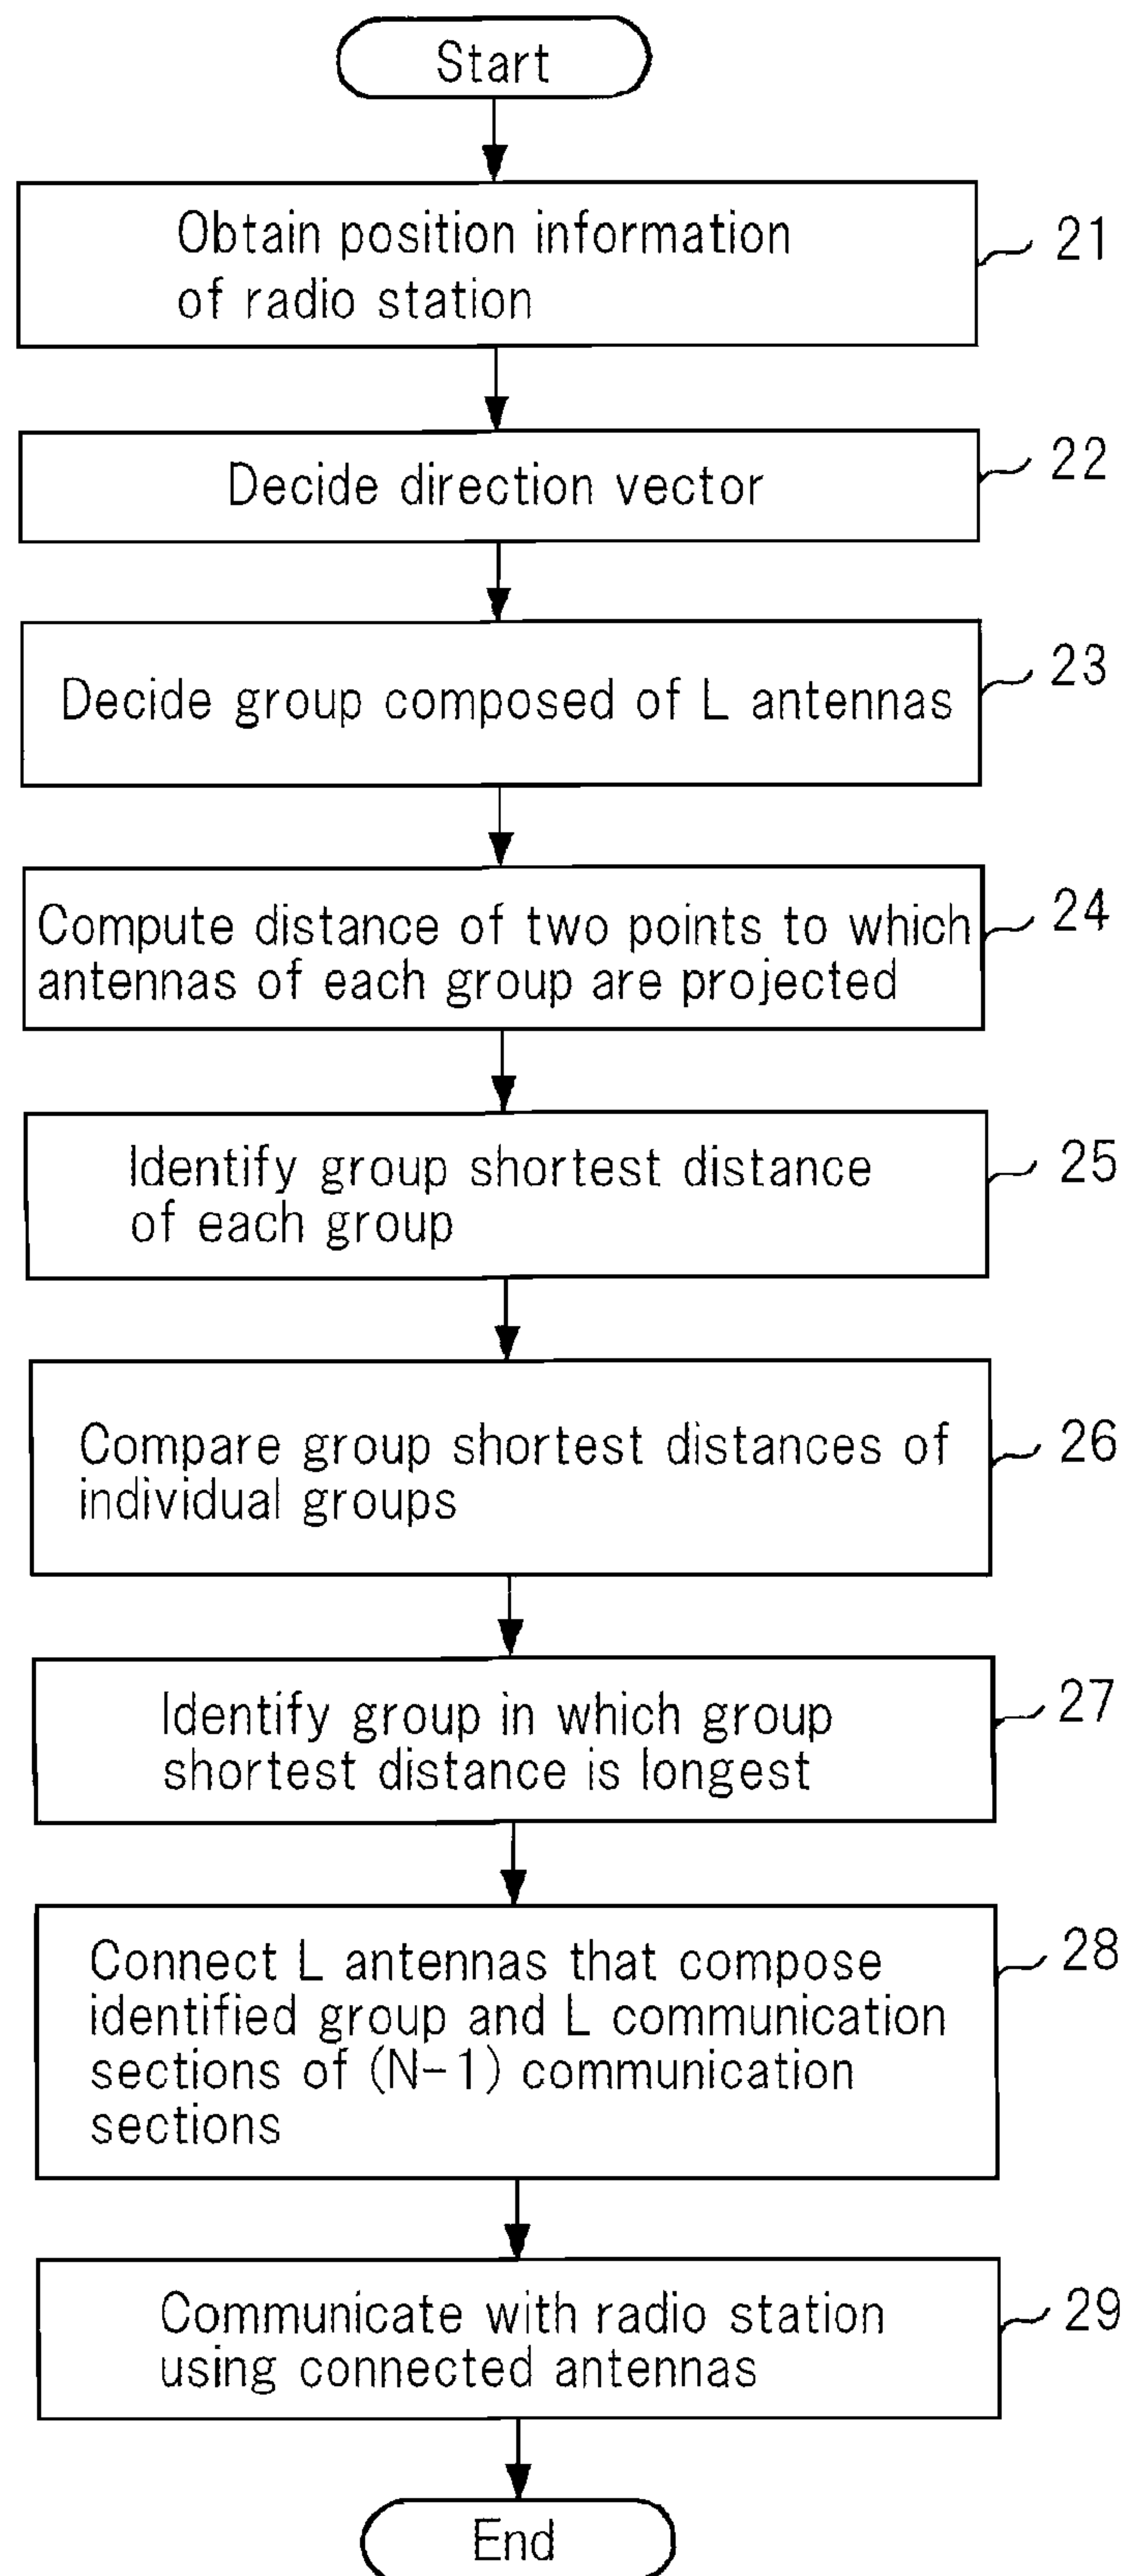 Start
Obtain position information
of radio station
21
Decide direction vector
22
Decide group composed of L antennas
23
Compute distance of two points to which
antennas of each group are projected
24
Identify group shortest distance
of each group
25
Compare group shortest distances of
individual groups
26
Identify group in which group
shortest distance is longest
27
Connect L antennas that compose
identified group and L communication
sections of (N-1) communication
sections
28
Communicate with radio station
using connected antennas
29
End